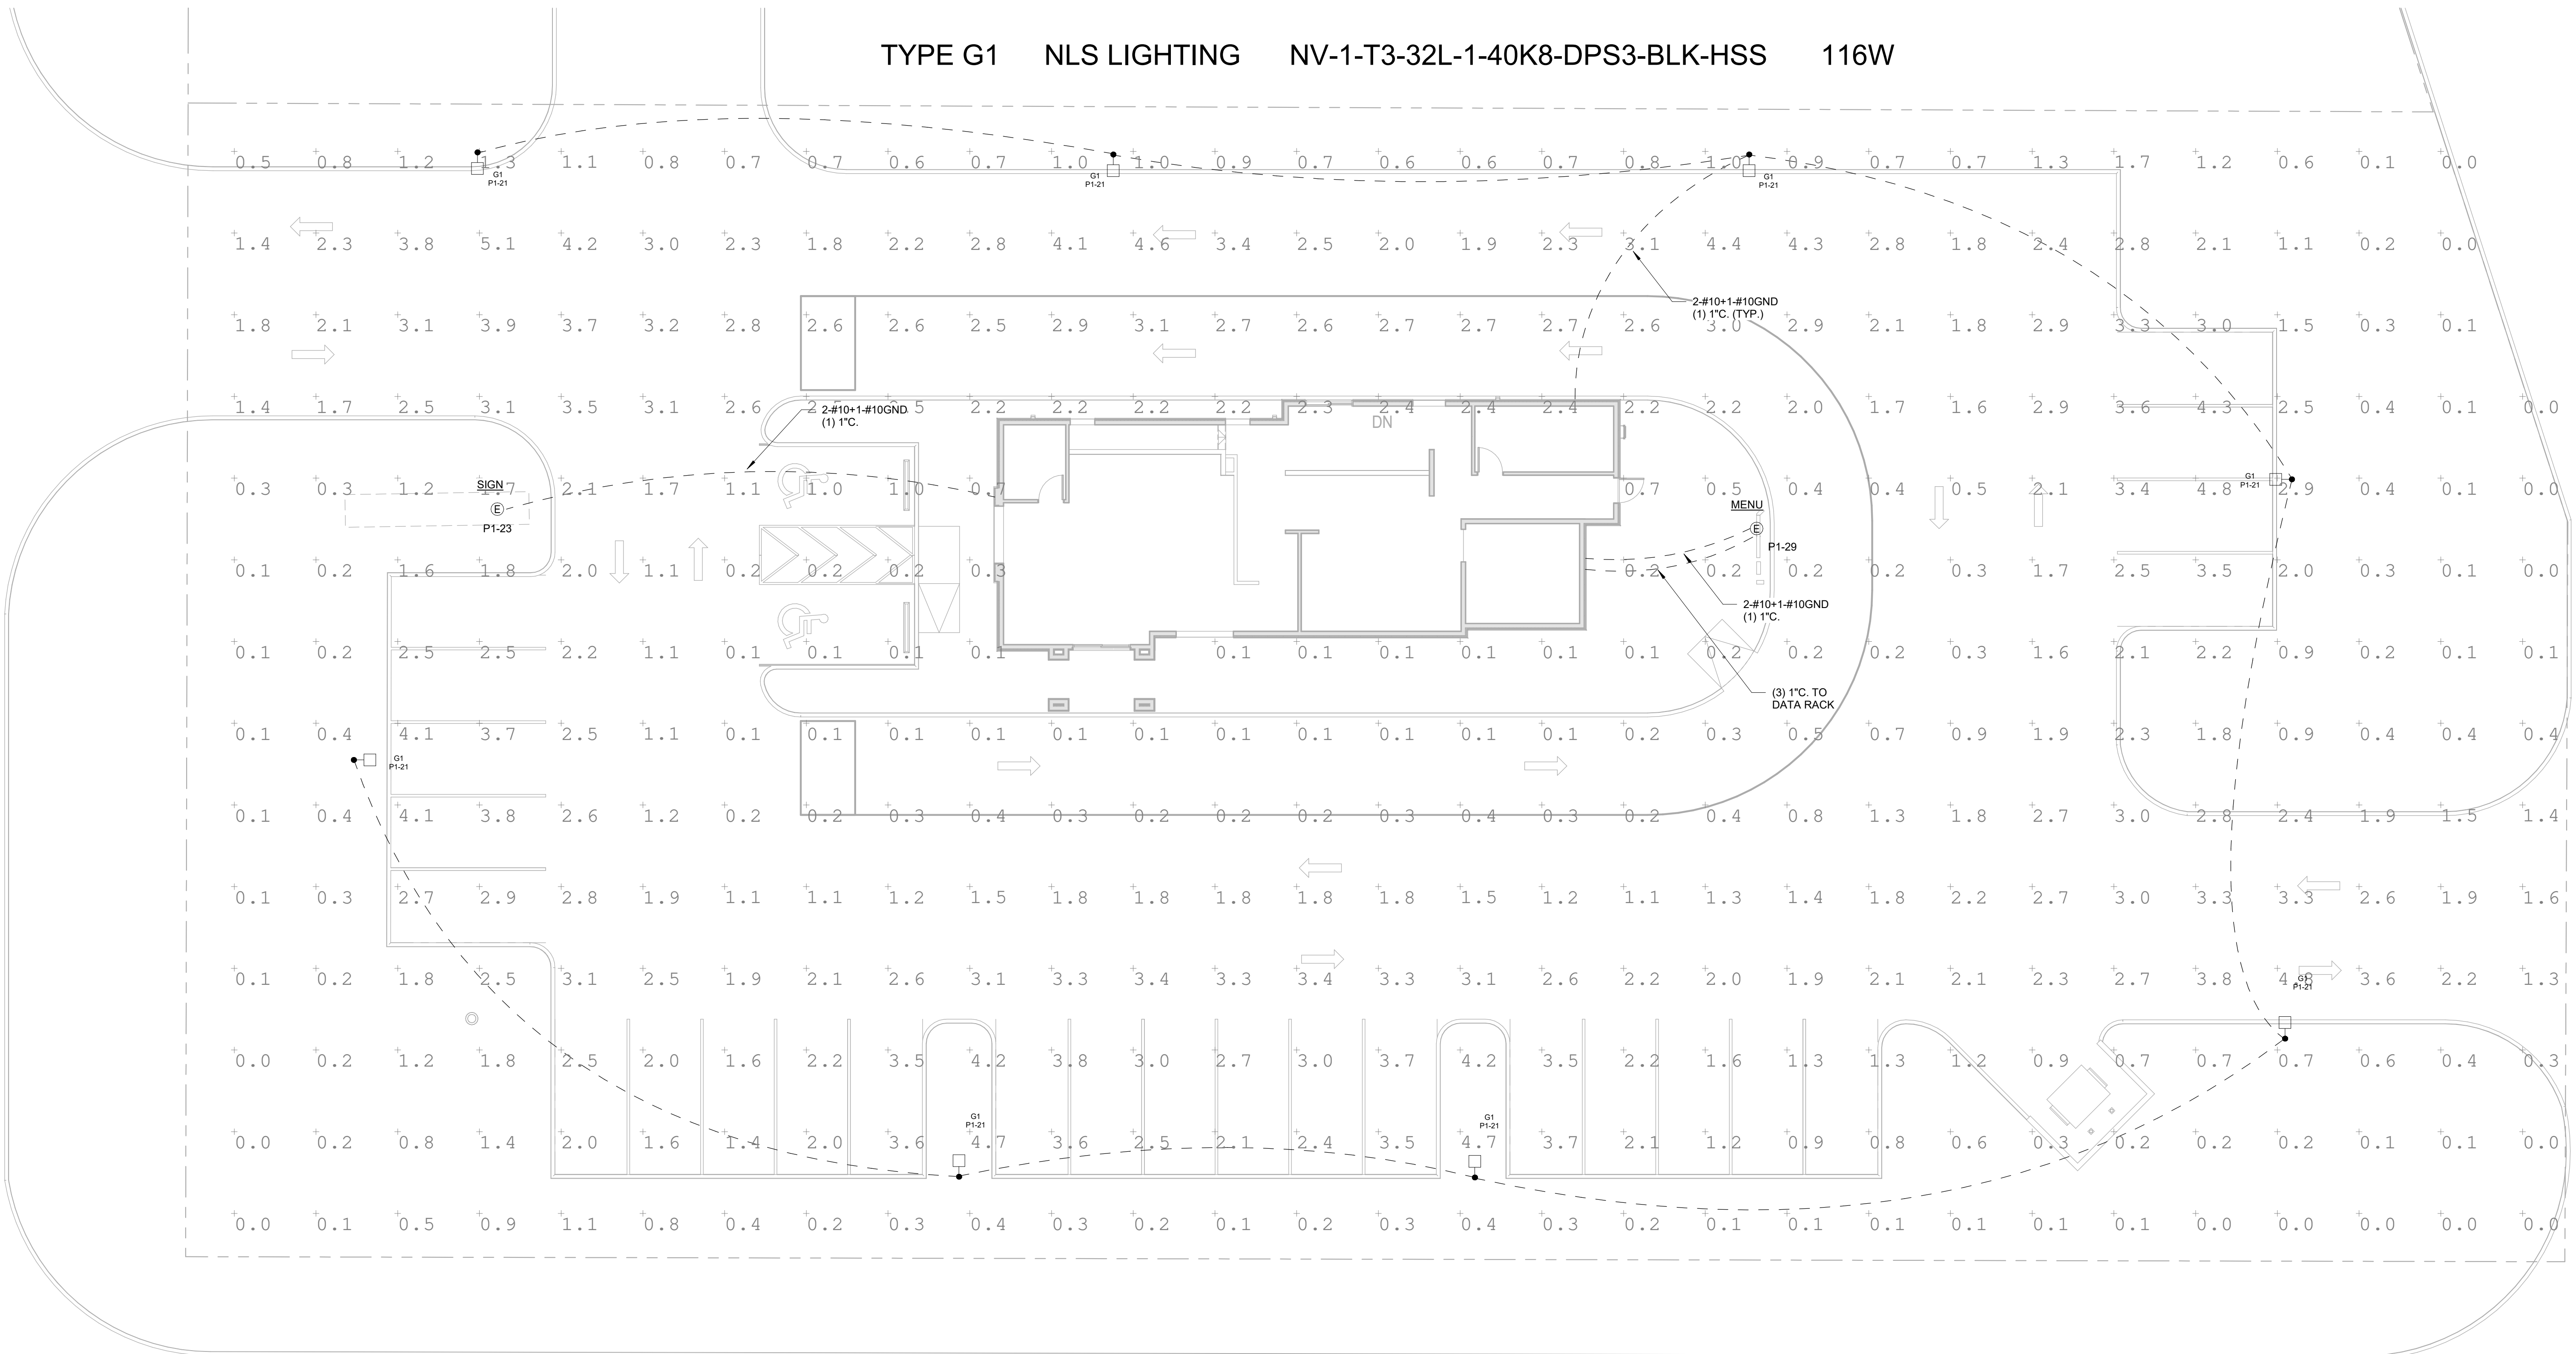 TYPE G1 NLS LIGHTING NV-1-T3-32L-1-40K8-DPS3-BLK-HSS 116W
0.5 0.8 1.2 1.3 1.1 0.8 0.7 0.7 0.6 0.7 1.0 1.0 0.9 0.7 0.6 0.6 0.7 0.8 1.0 0.9 0.7 0.7 1.3 1.7 1.2 0.6 0.1 0.0
G1
P1-21
G1
P1-21
G1
P1-21
1.4 2.3 3.8 5.1 4.2 3.0 2.3 1.8 2.2 2.8 4.1 4.6 3.4 2.5 2.0 1.9 2.3 3.1 4.4 4.3 2.8 1.8 2.4 2.8 2.1 1.1 0.2 0.0
2-#10+1-#10GND
(1) 1"C. (TYP.)
1.8 2.1 3.1 3.9 3.7 3.2 2.8 2.6 2.6 2.5 2.9 3.1 2.7 2.6 2.7 2.7 2.7 2.6 3.0 2.9 2.1 1.8 2.9 3.3 3.0 1.5 0.3 0.1
1.4 1.7 2.5 3.1 3.5 3.1 2.6 2.5 2.5 2.2 2.2 2.2 2.2 2.3 2.4 2.4 2.4 2.2 2.2 2.0 1.7 1.6 2.9 3.6 4.3 2.5 0.4 0.1 0.0
2-#10+1-#10GND
(1) 1"C.
DN
0.3 0.3 1.2 1.7 2.1 1.7 1.1 1.0 1.0 0.7 0.7 0.5 0.4 0.4 0.5 2.1 3.4 4.8 2.9 0.4 0.1 0.0
SIGN
E
P1-23
G1
P1-21
MENU
E
P1-29
0.1 0.2 1.6 1.8 2.0 1.1 0.2 0.2 0.2 0.3 0.2 0.2 0.2 0.2 0.3 1.7 2.5 3.5 2.0 0.3 0.1 0.0
2-#10+1-#10GND
(1) 1"C.
0.1 0.2 2.5 2.5 2.2 1.1 0.1 0.1 0.1 0.1 0.1 0.1 0.1 0.1 0.1 0.1 0.2 0.2 0.2 0.3 1.6 2.1 2.2 0.9 0.2 0.1 0.1
(3) 1"C. TO
DATA RACK
0.1 0.4 4.1 3.7 2.5 1.1 0.1 0.1 0.1 0.1 0.1 0.1 0.1 0.1 0.1 0.1 0.1 0.2 0.3 0.5 0.7 0.9 1.9 2.3 1.8 0.9 0.4 0.4 0.4
G1
P1-21
0.1 0.4 4.1 3.8 2.6 1.2 0.2 0.2 0.3 0.4 0.3 0.2 0.2 0.2 0.3 0.4 0.3 0.2 0.4 0.8 1.3 1.8 2.7 3.0 2.8 2.4 1.9 1.5 1.4
0.1 0.3 2.7 2.9 2.8 1.9 1.1 1.1 1.2 1.5 1.8 1.8 1.8 1.8 1.8 1.5 1.2 1.1 1.3 1.4 1.8 2.2 2.7 3.0 3.3 3.3 2.6 1.9 1.6
0.1 0.2 1.8 2.5 3.1 2.5 1.9 2.1 2.6 3.1 3.3 3.4 3.3 3.4 3.3 3.1 2.6 2.2 2.0 1.9 2.1 2.1 2.3 2.7 3.8 4.8 3.6 2.2 1.3
G1
P1-21
0.0 0.2 1.2 1.8 2.5 2.0 1.6 2.2 3.5 4.2 3.8 3.0 2.7 3.0 3.7 4.2 3.5 2.2 1.6 1.3 1.3 1.2 0.9 0.7 0.7 0.7 0.6 0.4 0.3
G1
P1-21
G1
P1-21
0.0 0.2 0.8 1.4 2.0 1.6 1.4 2.0 3.6 4.7 3.6 2.5 2.1 2.4 3.5 4.7 3.7 2.1 1.2 0.9 0.8 0.6 0.3 0.2 0.2 0.2 0.1 0.1 0.0
0.0 0.1 0.5 0.9 1.1 0.8 0.4 0.2 0.3 0.4 0.3 0.2 0.1 0.2 0.3 0.4 0.3 0.2 0.1 0.1 0.1 0.1 0.1 0.1 0.0 0.0 0.0 0.0 0.0